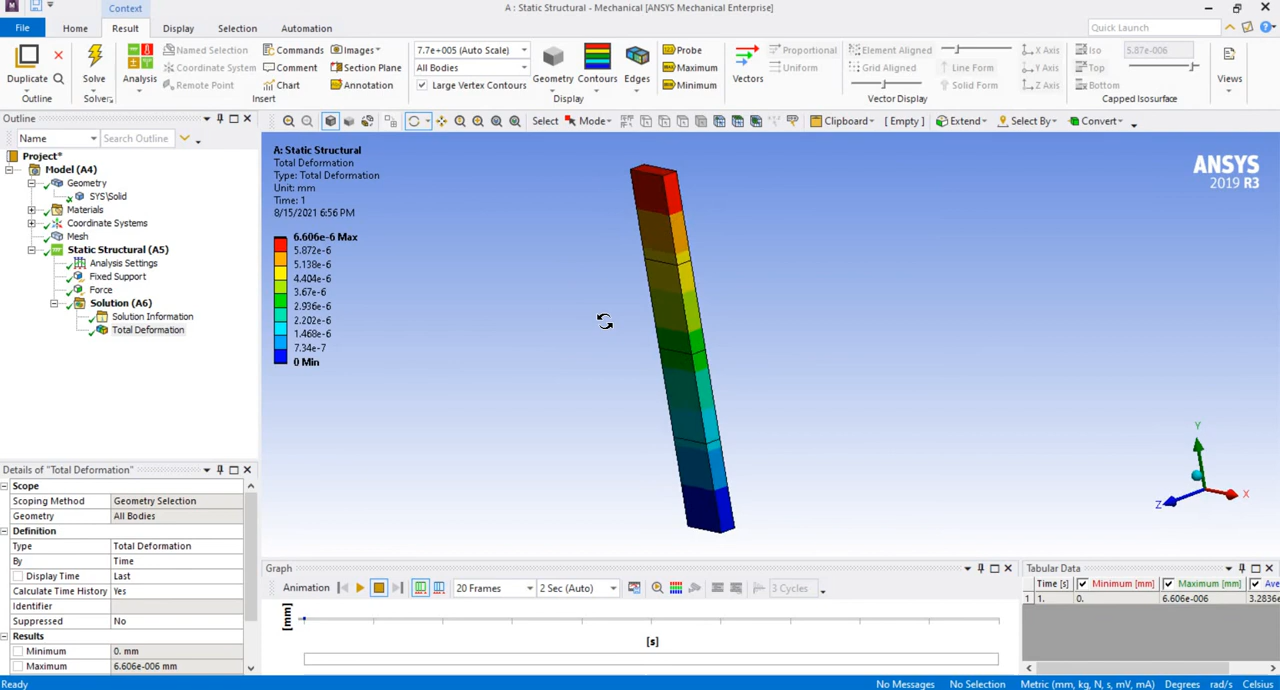 Context
A : Static Structural - Mechanical [ANSYS Mechanical Enterprise]
File Home Result Display Selection Automation Quick Launch
Named Selection Commands Images 7.7e+005 (Auto Scale) Probe Proportional Element Aligned X Axis Iso 5.87e-006
Coordinate System Comment Section Plane All Bodies Maximum Uniform Grid Aligned Line Form Y Axis Top
Duplicate Solve Analysis Remote Point Chart Annotation Large Vertex Contours Geometry Contours Edges Minimum Vectors Solid Form Z Axis Bottom Views
Outline Solver Insert Display Vector Display Capped Isosurface
Outline Select Mode Clipboard [ Empty ] Extend Select By Convert
Name Search Outline
Project*
Model (A4)
Geometry
SYS\Solid
Materials
Coordinate Systems
Mesh
Static Structural (A5)
Analysis Settings
Fixed Support
Force
Solution (A6)
Solution Information
Total Deformation
A: Static Structural
Total Deformation
Type: Total Deformation
Unit: mm
Time: 1
8/15/2021 6:56 PM
6.606e-6 Max
5.872e-6
5.138e-6
4.404e-6
3.67e-6
2.936e-6
2.202e-6
1.468e-6
7.34e-7
0 Min
ANSYS
2019 R3
Y
Z
X
Details of "Total Deformation"
Scope
Scoping Method Geometry Selection
Geometry All Bodies
Definition
Type Total Deformation
By Time
Display Time Last
Calculate Time History Yes
Identifier
Suppressed No
Results
Minimum 0. mm
Maximum 6.606e-006 mm
Graph
Animation 20 Frames 2 Sec (Auto) 3 Cycles
[mm]
[s]
Tabular Data
Time [s] Minimum [mm] Maximum [mm] Ave
1 1. 0. 6.606e-006 3.2836e
Ready No Messages No Selection Metric (mm, kg, N, s, mV, mA) Degrees rad/s Celsius